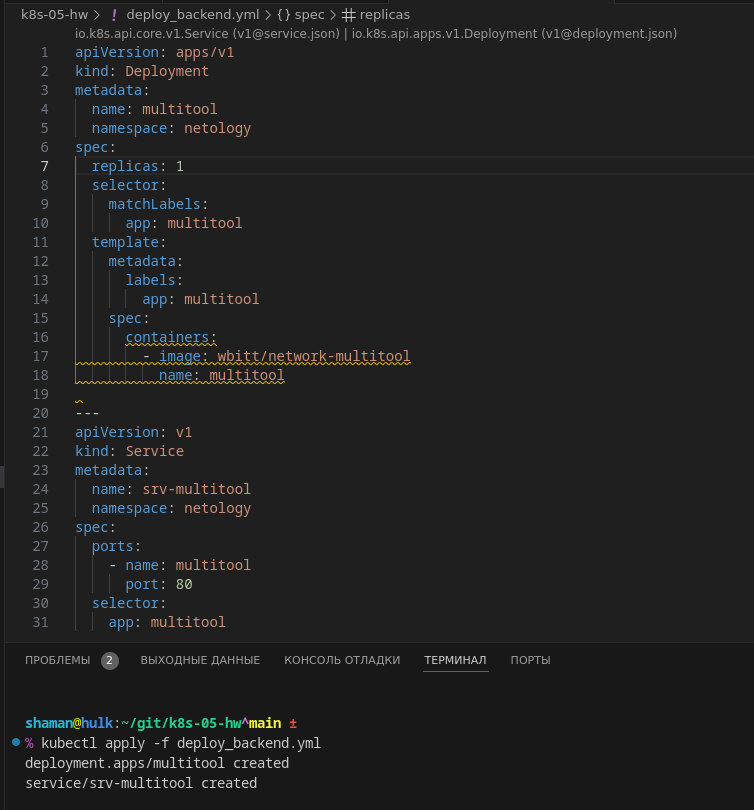 k8s-05-hw > ! deploy_backend.yml > {} spec > replicas
io.k8s.api.core.v1.Service (v1@service.json) | io.k8s.api.apps.v1.Deployment (v1@deployment.json)
1 apiVersion: apps/v1
2 kind: Deployment
3 metadata:
4   name: multitool
5   namespace: netology
6 spec:
7   replicas: 1
8   selector:
9     matchLabels:
10       app: multitool
11   template:
12     metadata:
13       labels:
14         app: multitool
15     spec:
16       containers:
17         - image: wbitt/network-multitool
18           name: multitool
19
20 ---
21 apiVersion: v1
22 kind: Service
23 metadata:
24   name: srv-multitool
25   namespace: netology
26 spec:
27   ports:
28     - name: multitool
29       port: 80
30   selector:
31     app: multitool
ПРОБЛЕМЫ 2 ВЫХОДНЫЕ ДАННЫЕ КОНСОЛЬ ОТЛАДКИ ТЕРМИНАЛ ПОРТЫ
shaman@hulk:~/git/k8s-05-hw^main ±
% kubectl apply -f deploy_backend.yml
deployment.apps/multitool created
service/srv-multitool created